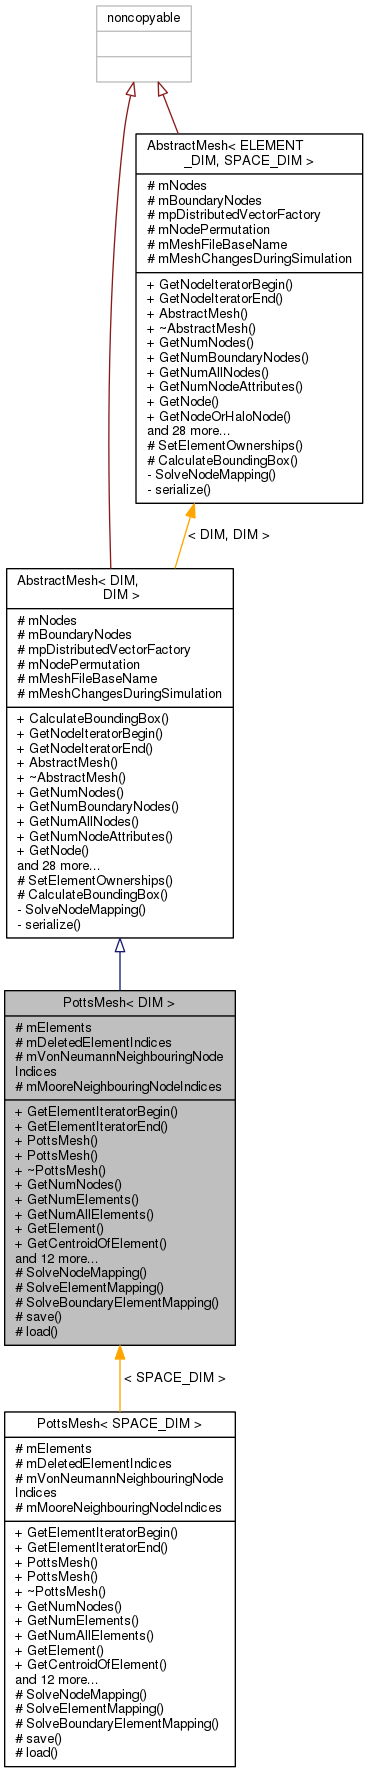 noncopyable
AbstractMesh< ELEMENT
_DIM, SPACE_DIM >
# mNodes
# mBoundaryNodes
# mpDistributedVectorFactory
# mNodePermutation
# mMeshFileBaseName
# mMeshChangesDuringSimulation
+ GetNodeIteratorBegin()
+ GetNodeIteratorEnd()
+ AbstractMesh()
+ ~AbstractMesh()
+ GetNumNodes()
+ GetNumBoundaryNodes()
+ GetNumAllNodes()
+ GetNumNodeAttributes()
+ GetNode()
+ GetNodeOrHaloNode()
and 28 more...
# SetElementOwnerships()
# CalculateBoundingBox()
- SolveNodeMapping()
- serialize()
< DIM, DIM >
AbstractMesh< DIM,
DIM >
# mNodes
# mBoundaryNodes
# mpDistributedVectorFactory
# mNodePermutation
# mMeshFileBaseName
# mMeshChangesDuringSimulation
+ CalculateBoundingBox()
+ GetNodeIteratorBegin()
+ GetNodeIteratorEnd()
+ AbstractMesh()
+ ~AbstractMesh()
+ GetNumNodes()
+ GetNumBoundaryNodes()
+ GetNumAllNodes()
+ GetNumNodeAttributes()
+ GetNode()
and 28 more...
# SetElementOwnerships()
# CalculateBoundingBox()
- SolveNodeMapping()
- serialize()
PottsMesh< DIM >
# mElements
# mDeletedElementIndices
# mVonNeumannNeighbouringNode
Indices
# mMooreNeighbouringNodeIndices
+ GetElementIteratorBegin()
+ GetElementIteratorEnd()
+ PottsMesh()
+ PottsMesh()
+ ~PottsMesh()
+ GetNumNodes()
+ GetNumElements()
+ GetNumAllElements()
+ GetElement()
+ GetCentroidOfElement()
and 12 more...
# SolveNodeMapping()
# SolveElementMapping()
# SolveBoundaryElementMapping()
# save()
# load()
< SPACE_DIM >
PottsMesh< SPACE_DIM >
# mElements
# mDeletedElementIndices
# mVonNeumannNeighbouringNode
Indices
# mMooreNeighbouringNodeIndices
+ GetElementIteratorBegin()
+ GetElementIteratorEnd()
+ PottsMesh()
+ PottsMesh()
+ ~PottsMesh()
+ GetNumNodes()
+ GetNumElements()
+ GetNumAllElements()
+ GetElement()
+ GetCentroidOfElement()
and 12 more...
# SolveNodeMapping()
# SolveElementMapping()
# SolveBoundaryElementMapping()
# save()
# load()